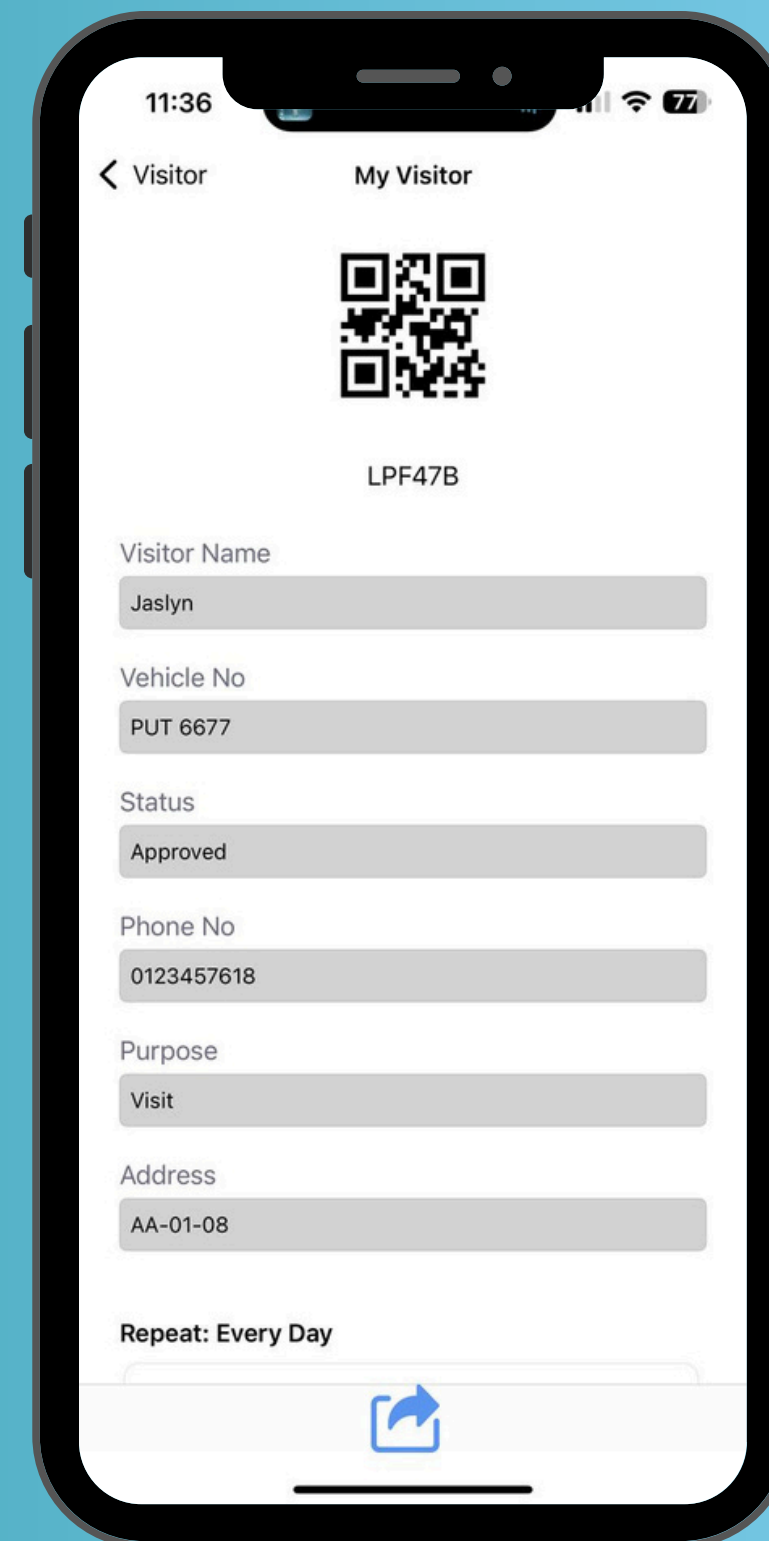 11:36
77
Visitor
My Visitor
LPF47B
Visitor Name
Jaslyn
Vehicle No
PUT 6677
Status
Approved
Phone No
0123457618
Purpose
Visit
Address
AA-01-08
Repeat: Every Day